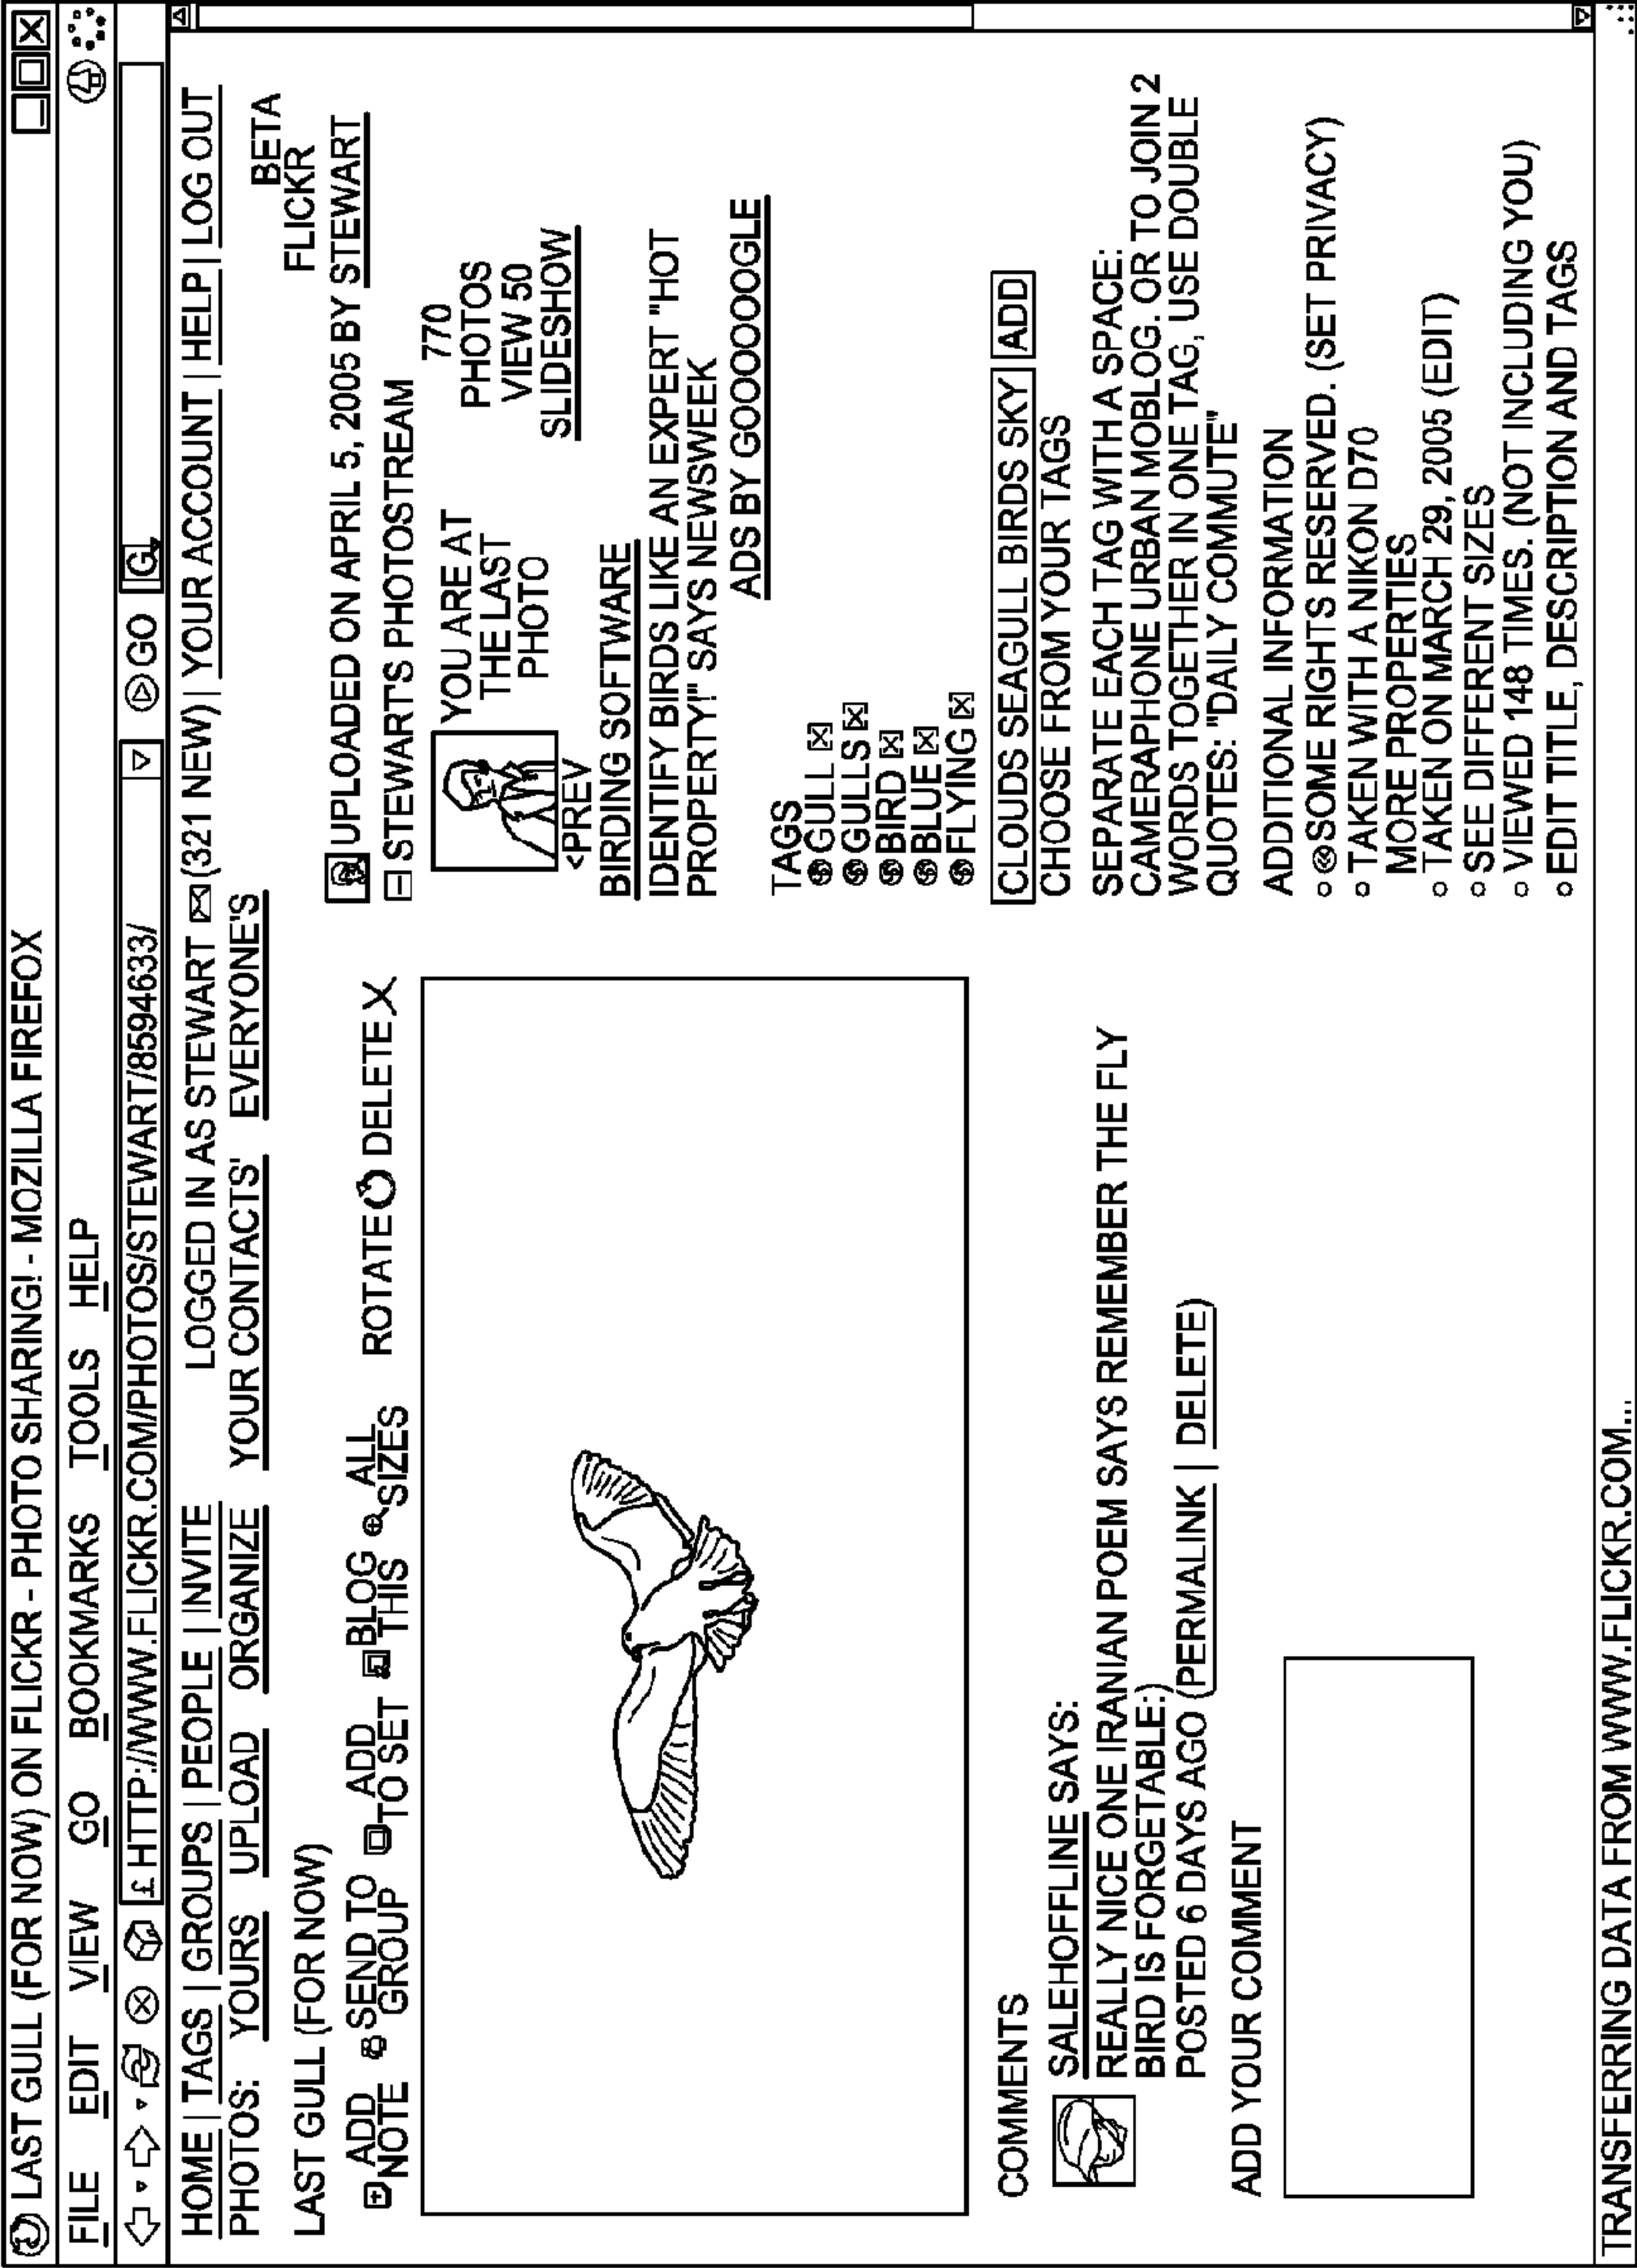 LAST GULL (FOR NOW) ON FLICKR - PHOTO SHARING! - MOZILLA FIREFOX
FILE EDIT VIEW GO BOOKMARKS TOOLS HELP
HTTP://WWW.FLICKR.COM/PHOTOS/STEWART/8594633/ GO G
HOME | TAGS | GROUPS | PEOPLE | INVITE LOGGED IN AS STEWART (321 NEW) | YOUR ACCOUNT | HELP | LOG OUT
PHOTOS: YOURS UPLOAD ORGANIZE YOUR CONTACTS' EVERYONE'S
BETA
FLICKR
LAST GULL (FOR NOW)
ADD NOTE SEND TO GROUP ADD TO SET BLOG THIS ALL SIZES ROTATE DELETE X
COMMENTS
SALEHOFFLINE SAYS:
REALLY NICE ONE IRANIAN POEM SAYS REMEMBER THE FLY
BIRD IS FORGETABLE:)
POSTED 6 DAYS AGO (PERMALINK | DELETE)
ADD YOUR COMMENT
UPLOADED ON APRIL 5, 2005 BY STEWART
STEWARTS PHOTOSTREAM
770
PHOTOS
VIEW 50
SLIDESHOW
YOU ARE AT
THE LAST
PHOTO
<PREV
BIRDING SOFTWARE
IDENTIFY BIRDS LIKE AN EXPERT "HOT
PROPERTY!" SAYS NEWSWEEK
ADS BY GOOOOOOGLE
TAGS
GULL
GULLS
BIRD
BLUE
FLYING
CLOUDS SEAGULL BIRDS SKY ADD
CHOOSE FROM YOUR TAGS
SEPARATE EACH TAG WITH A SPACE:
CAMERAPHONE URBAN MOBLOG. OR TO JOIN 2
WORDS TOGETHER IN ONE TAG, USE DOUBLE
QUOTES: "DAILY COMMUTE"
ADDITIONAL INFORMATION
SOME RIGHTS RESERVED. (SET PRIVACY)
TAKEN WITH A NIKON D70
MORE PROPERTIES
TAKEN ON MARCH 29, 2005 (EDIT)
SEE DIFFERENT SIZES
VIEWED 148 TIMES. (NOT INCLUDING YOU)
EDIT TITLE, DESCRIPTION AND TAGS
TRANSFERRING DATA FROM WWW.FLICKR.COM...